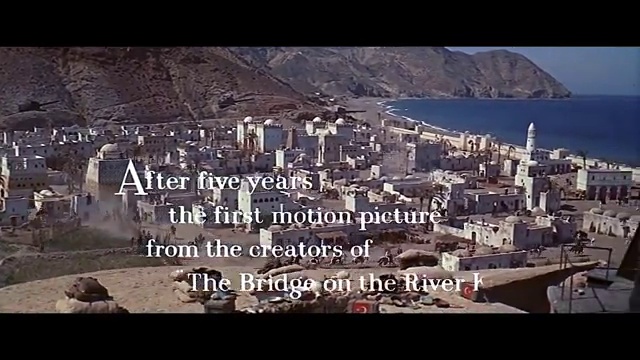 After five years
the first motion picture
from the creators of
The Bridge on the River K